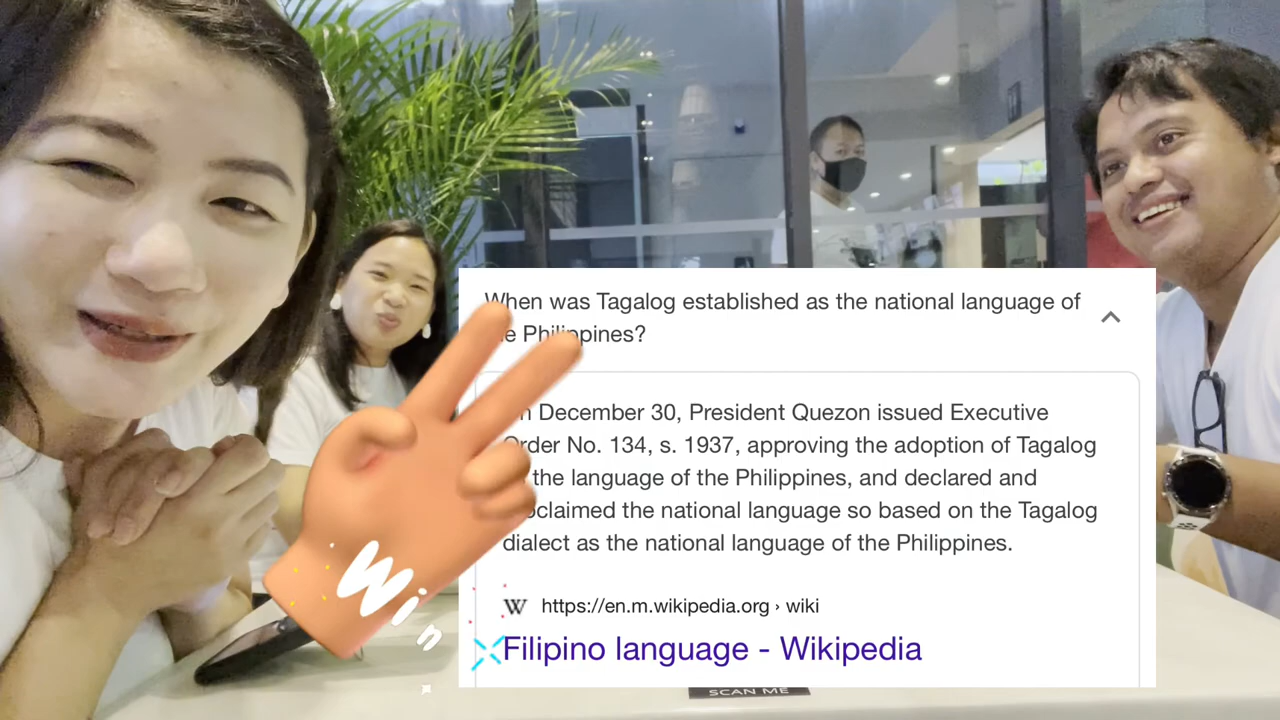 When was Tagalog established as the national language of
Philippines?
December 30, President Quezon issued Executive
Order No. 134, s. 1937, approving the adoption of Tagalog
the language of the Philippines, and declared and
proclaimed the national language so based on the Tagalog
dialect as the national language of the Philippines.
W https://en.m.wikipedia.org › wiki
Filipino language - Wikipedia
Win
SCAN ME